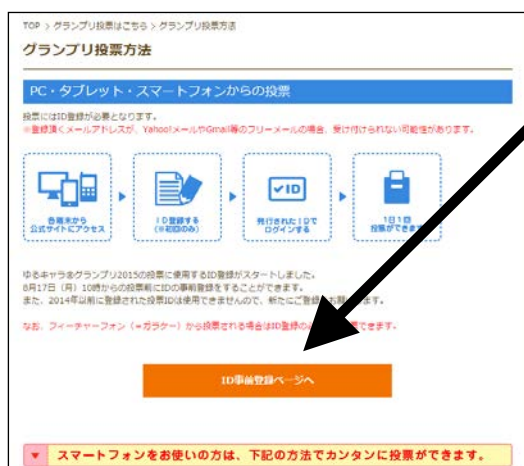 TOP > グランプリ投票はこちら > グランプリ投票方法
グランプリ投票方法
PC・タブレット・スマートフォンからの投票
投票にはID登録が必要となります。
※登録頂くメールアドレスが、Yahoo!メールやGmail等のフリーメールの場合、受け付けられない可能性があります。
各端末から
公式サイトにアクセス
ID登録する
(※初回のみ)
ID
発行されたIDで
ログインする
1日1回
投票ができます
ゆるキャラ®グランプリ2015の投票に使用するID登録がスタートしました。
8月17日（月）10時からの投票前にIDの事前登録をすることができます。
また、2014年以前に登録された投票IDは使用できませんので、新たにご登録
ます。
なお、フィーチャーフォン（=ガラケー）から投票される場合はID登録の
できます。
ID事前登録ページへ
▼ スマートフォンをお使いの方は、下記の方法でカンタンに投票ができます。